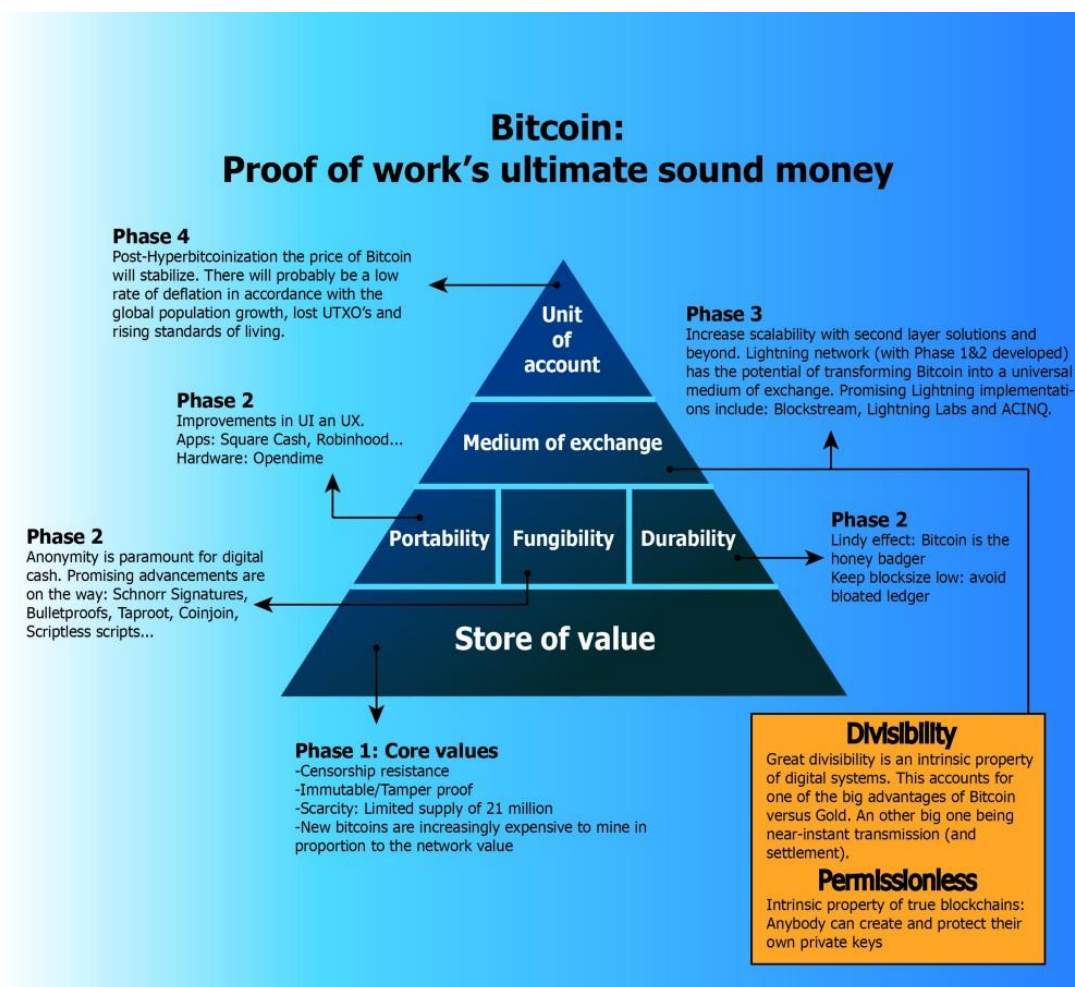 Bitcoin:
Proof of work's ultimate sound money
Phase 4
Post-Hyperbitcoinization the price of Bitcoin
will stabilize. There will probably be a low
rate of deflation in accordance with the
global population growth, lost UTXO's and
rising standards of living.
Unit
of
account
Phase 3
Increase scalability with second layer solutions and
beyond. Lightning network (with Phase 1&2 developed)
has the potential of transforming Bitcoin into a universal
medium of exchange. Promising Lightning implementati-
ons include: Blockstream, Lightning Labs and ACINQ.
Phase 2
Improvements in UI an UX.
Apps: Square Cash, Robinhood...
Hardware: Opendime
Medium of exchange
Phase 2
Anonymity is paramount for digital
cash. Promising advancements are
on the way: Schnorr Signatures,
Bulletproofs, Taproot, Coinjoin,
Scriptless scripts...
Portability
Fungibility
Durability
Phase 2
Lindy effect: Bitcoin is the
honey badger
Keep blocksize low: avoid
bloated ledger
Store of value
Phase 1: Core values
-Censorship resistance
-Immutable/Tamper proof
-Scarcity: Limited supply of 21 million
-New bitcoins are increasingly expensive to mine in
proportion to the network value
Divisibility
Great divisibility is an intrinsic property
of digital systems. This accounts for
one of the big advantages of Bitcoin
versus Gold. An other big one being
near-instant transmission (and
settlement).
Permissionless
Intrinsic property of true blockchains:
Anybody can create and protect their
own private keys